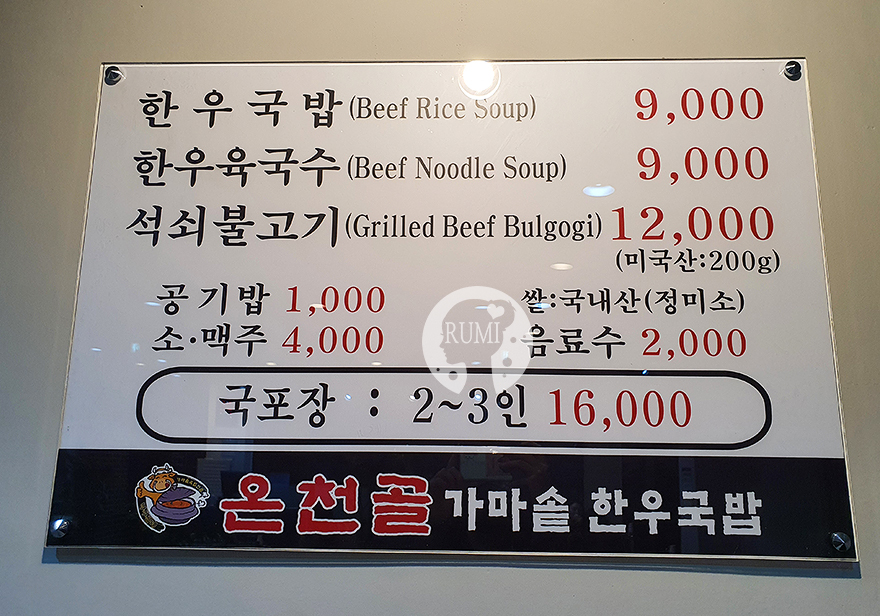 한우국밥 (Beef Rice Soup) 9,000
한우육국수 (Beef Noodle Soup) 9,000
석쇠불고기 (Grilled Beef Bulgogi) 12,000
(미국산:200g)
공기밥 1,000 쌀:국내산(정미소)
소·맥주 4,000 음료수 2,000
RUMI
국포장 : 2~3인 16,000
온천골 가마솥 한우국밥